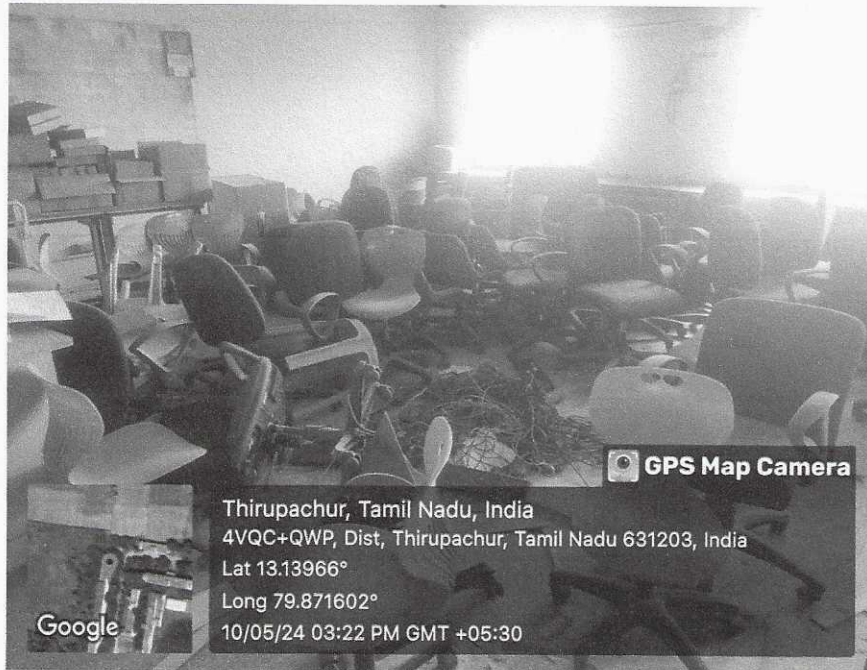 GPS Map Camera
Thirupachur, Tamil Nadu, India
4VQC+QWP, Dist, Thirupachur, Tamil Nadu 631203, India
Lat 13.13966°
Long 79.871602°
10/05/24 03:22 PM GMT +05:30
Google